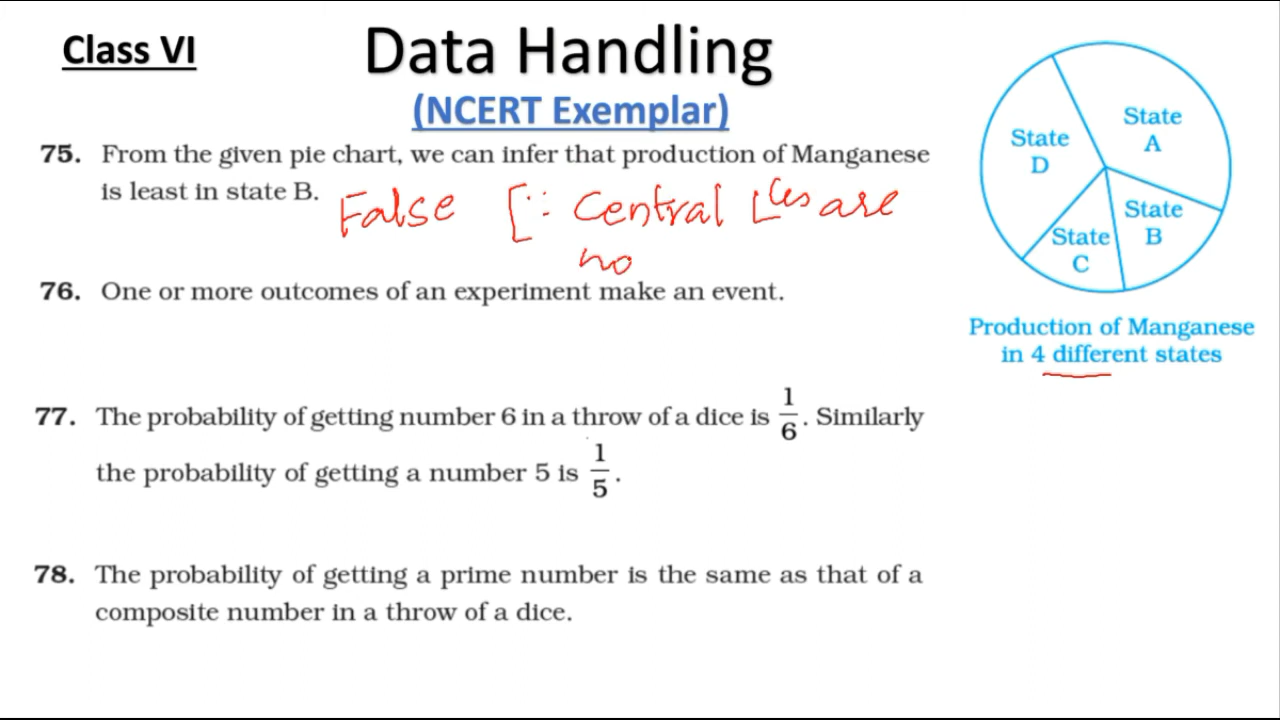 Class VI
Data Handling
(NCERT Exemplar)
75. From the given pie chart, we can infer that production of Manganese
is least in state B.
False [∵ Central ∠les are
no
76. One or more outcomes of an experiment make an event.
77. The probability of getting number 6 in a throw of a dice is 1/6. Similarly
the probability of getting a number 5 is 1/5.
78. The probability of getting a prime number is the same as that of a
composite number in a throw of a dice.
State
A
State
D
State
B
State
C
Production of Manganese
in 4 different states